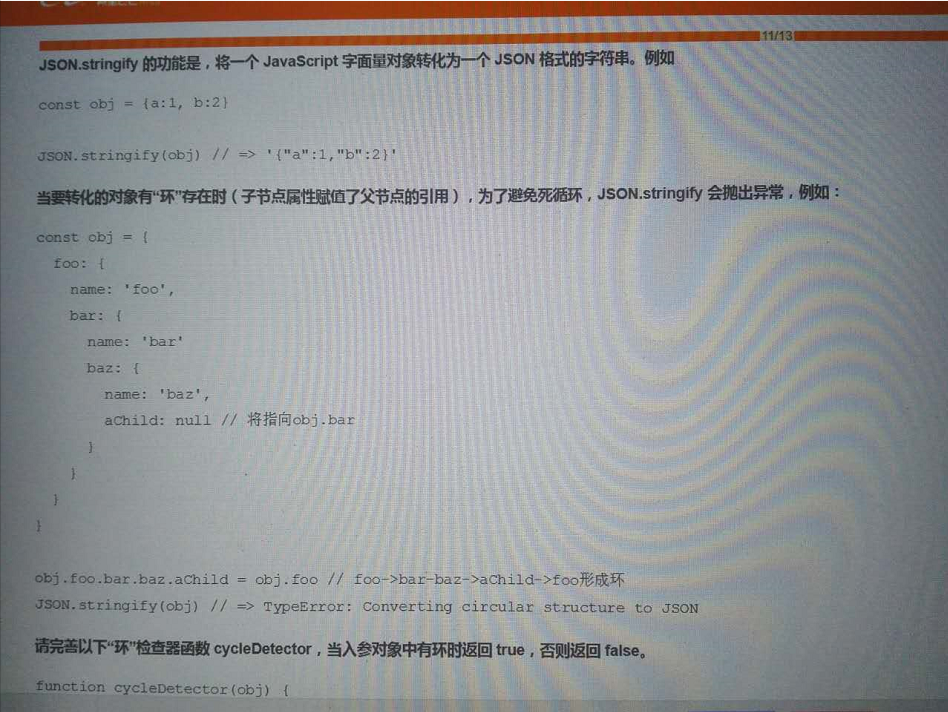 11/13
JSON.stringify 的功能是，将一个 JavaScript 字面量对象转化为一个 JSON 格式的字符串。例如
const obj = {a:1, b:2}
JSON.stringify(obj) // => '{"a":1,"b":2}'
当要转化的对象有“环”存在时（子节点属性赋值了父节点的引用），为了避免死循环，JSON.stringify 会抛出异常，例如：
const obj = {
foo: {
name: 'foo',
bar: {
name: 'bar'
baz: {
name: 'baz',
aChild: null // 将指向obj.bar
}
}
}
}
obj.foo.bar.baz.aChild = obj.foo // foo->bar-baz->aChild->foo形成环
JSON.stringify(obj) // => TypeError: Converting circular structure to JSON
请完善以下“环”检查器函数 cycleDetector，当入参对象中有环时返回 true，否则返回 false。
function cycleDetector(obj) {